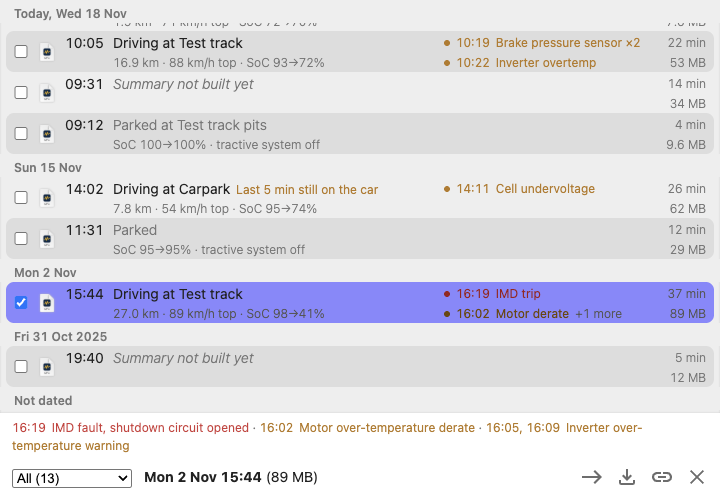 Today, Wed 18 Nov
10:05 Driving at Test track 10:19 Brake pressure sensor ×2 22 min
16.9 km · 88 km/h top · SoC 93→72% 10:22 Inverter overtemp 53 MB
09:31 Summary not built yet 14 min
34 MB
09:12 Parked at Test track pits 4 min
SoC 100→100% · tractive system off 9.6 MB
Sun 15 Nov
14:02 Driving at Carpark Last 5 min still on the car 14:11 Cell undervoltage 26 min
7.8 km · 54 km/h top · SoC 95→74% 62 MB
11:31 Parked 12 min
SoC 95→95% · tractive system off 29 MB
Mon 2 Nov
15:44 Driving at Test track 16:19 IMD trip 37 min
27.0 km · 89 km/h top · SoC 98→41% 16:02 Motor derate +1 more 89 MB
Fri 31 Oct 2025
19:40 Summary not built yet 5 min
12 MB
Not dated
16:19 IMD fault, shutdown circuit opened · 16:02 Motor over-temperature derate · 16:05, 16:09 Inverter over-
temperature warning
All (13) Mon 2 Nov 15:44 (89 MB)